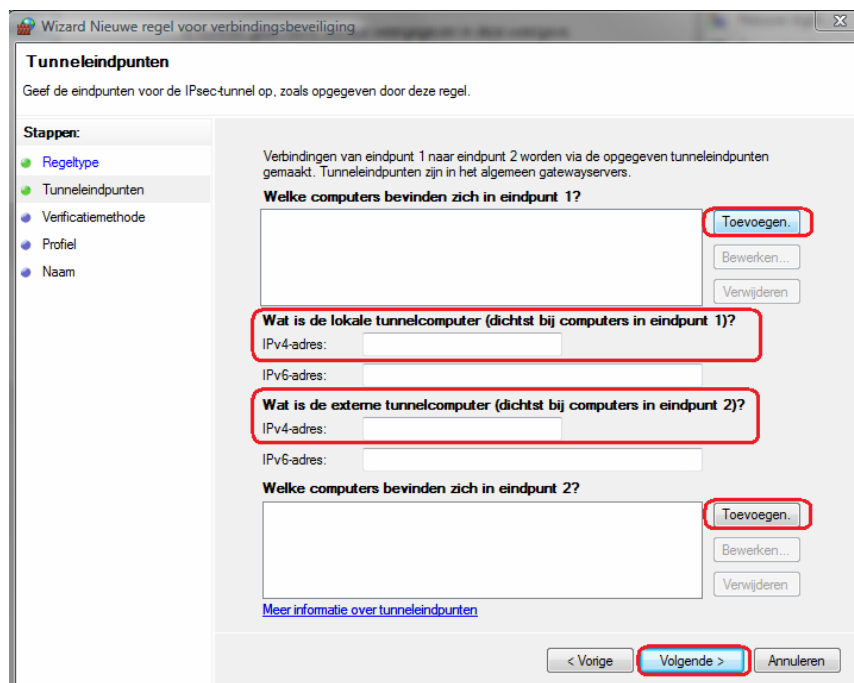 Wizard Nieuwe regel voor verbindingsbeveiliging
Tunneleindpunten
Geef de eindpunten voor de IPsec-tunnel op, zoals opgegeven door deze regel.
Stappen:
Regeltype
Tunneleindpunten
Verificatiemethode
Profiel
Naam
Verbindingen van eindpunt 1 naar eindpunt 2 worden via de opgegeven tunneleindpunten
gemaakt. Tunneleindpunten zijn in het algemeen gatewayservers.
Welke computers bevinden zich in eindpunt 1?
Toevoegen.
Bewerken...
Verwijderen
Wat is de lokale tunnelcomputer (dichtst bij computers in eindpunt 1)?
IPv4-adres:
IPv6-adres:
Wat is de externe tunnelcomputer (dichtst bij computers in eindpunt 2)?
IPv4-adres:
IPv6-adres:
Welke computers bevinden zich in eindpunt 2?
Toevoegen.
Bewerken...
Verwijderen
Meer informatie over tunneleindpunten
< Vorige
Volgende >
Annuleren